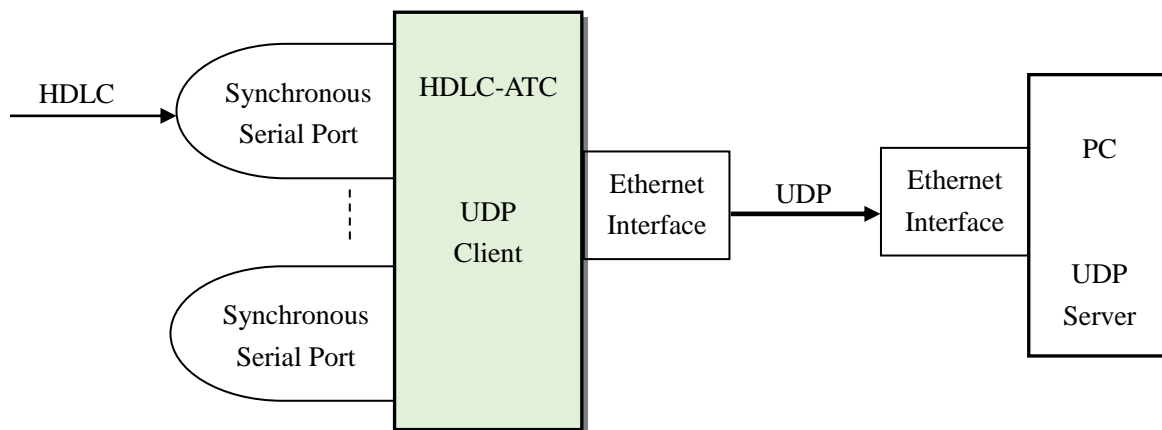 HDLC
Synchronous
Serial Port
HDLC-ATC
UDP
Client
Synchronous
Serial Port
Ethernet
Interface
UDP
Ethernet
Interface
PC
UDP
Server